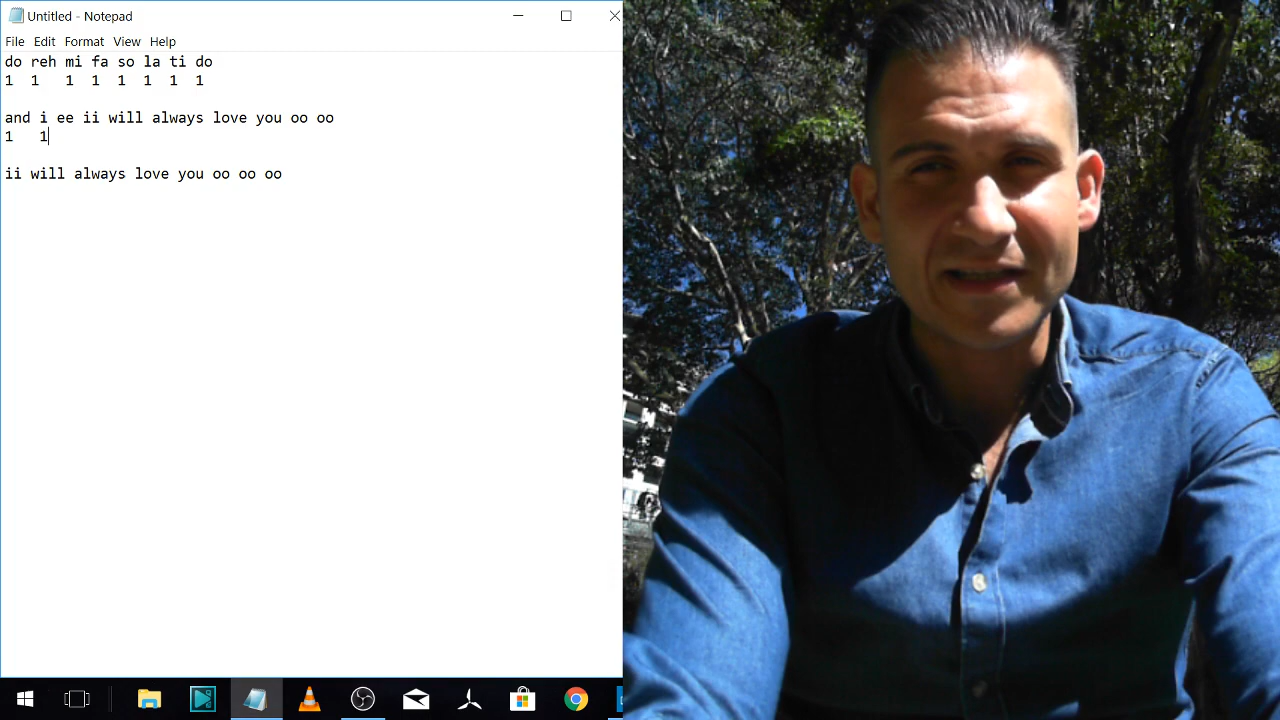 Untitled - Notepad
File Edit Format View Help
do reh mi fa so la ti do
1 1 1 1 1 1 1 1
and i ee ii will always love you oo oo
1 1
ii will always love you oo oo oo